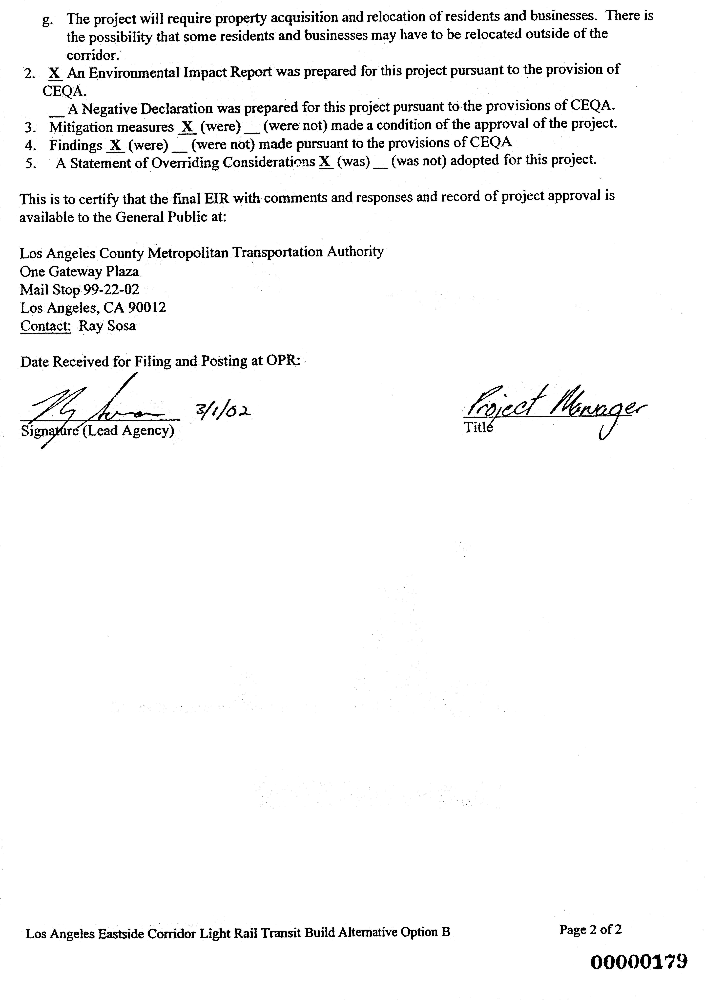 g. The project will require property acquisition and relocation of residents and businesses. There is
the possibility that some residents and businesses may have to be relocated outside of the
corridor.
2. X An Environmental Impact Report was prepared for this project pursuant to the provision of
CEQA.
__ A Negative Declaration was prepared for this project pursuant to the provisions of CEQA.
3. Mitigation measures X (were) __ (were not) made a condition of the approval of the project.
4. Findings X (were) __ (were not) made pursuant to the provisions of CEQA
5. A Statement of Overriding Considerations X (was) __ (was not) adopted for this project.
This is to certify that the final EIR with comments and responses and record of project approval is
available to the General Public at:
Los Angeles County Metropolitan Transportation Authority
One Gateway Plaza
Mail Stop 99-22-02
Los Angeles, CA 90012
Contact: Ray Sosa
Date Received for Filing and Posting at OPR:
3/1/02 Project Manager
Signature (Lead Agency) Title
Los Angeles Eastside Corridor Light Rail Transit Build Alternative Option B Page 2 of 2
00000179